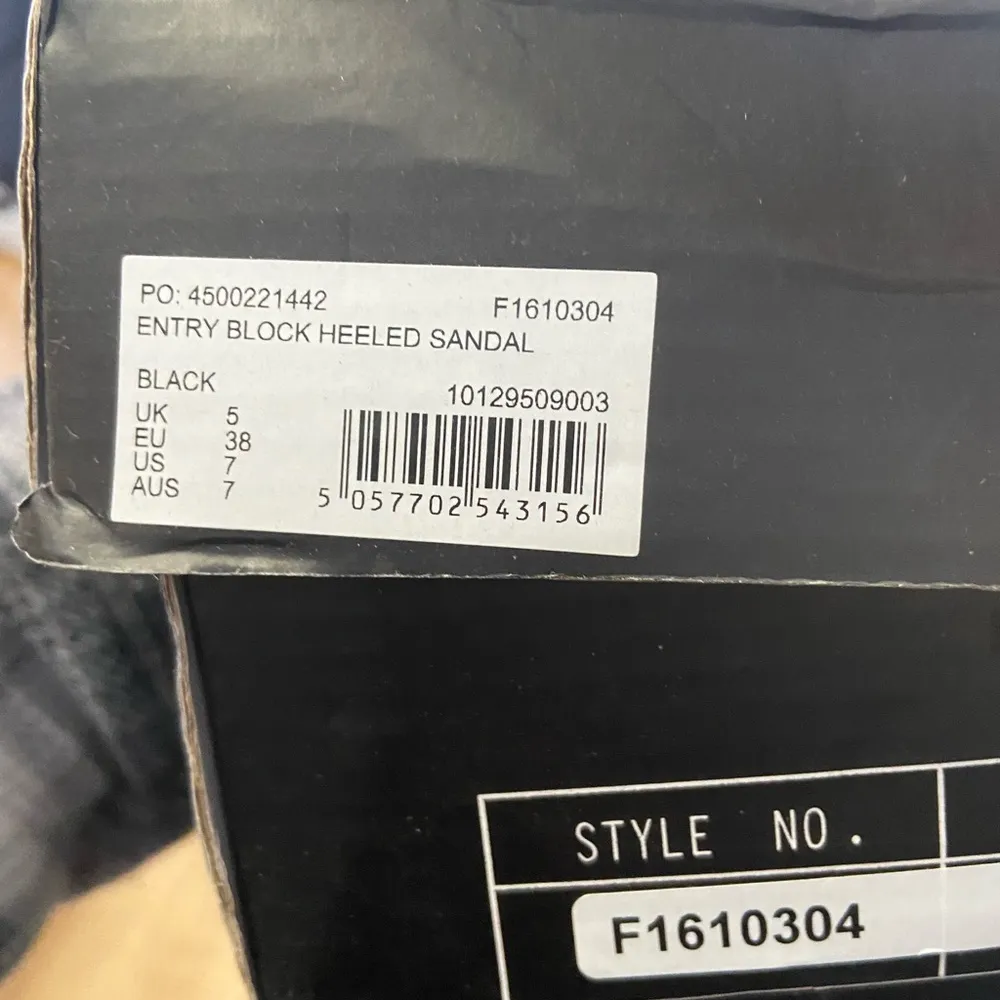 PO: 4500221442 F1610304
ENTRY BLOCK HEELED SANDAL
BLACK 10129509003
UK 5
EU 38
US 7
AUS 7
5 057702 543156
STYLE NO.
F1610304